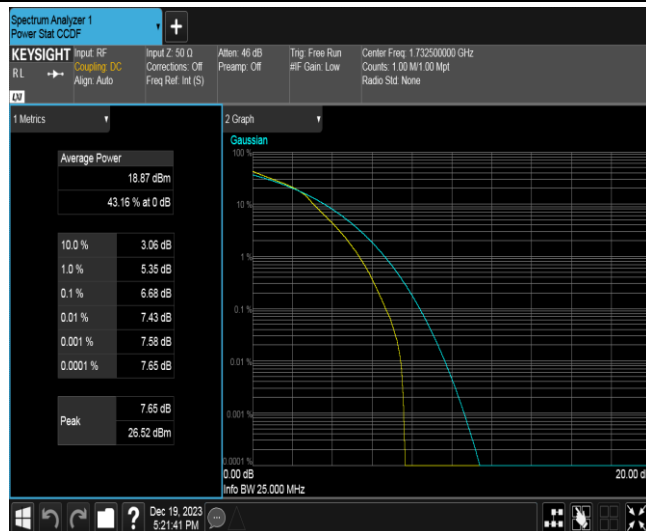 Spectrum Analyzer 1
Power Stat CCDF
KEYSIGHT
RL
LXI
Input: RF
Coupling: DC
Align: Auto
Input Z: 50 Ω
Corrections: Off
Freq Ref: Int (S)
Atten: 46 dB
Preamp: Off
Trig: Free Run
#IF Gain: Low
Center Freq: 1.732500000 GHz
Counts: 1.00 M/1.00 Mpt
Radio Std: None
1 Metrics
Average Power
18.87 dBm
43.16 % at 0 dB
10.0 % 3.06 dB
1.0 % 5.35 dB
0.1 % 6.68 dB
0.01 % 7.43 dB
0.001 % 7.58 dB
0.0001 % 7.65 dB
Peak
7.65 dB
26.52 dBm
2 Graph
Gaussian
100 %
10 %
1 %
0.1 %
0.01 %
0.001 %
0.0001 %
0.00 dB 20.00 d
Info BW 25.000 MHz
?
Dec 19, 2023
5:21:41 PM